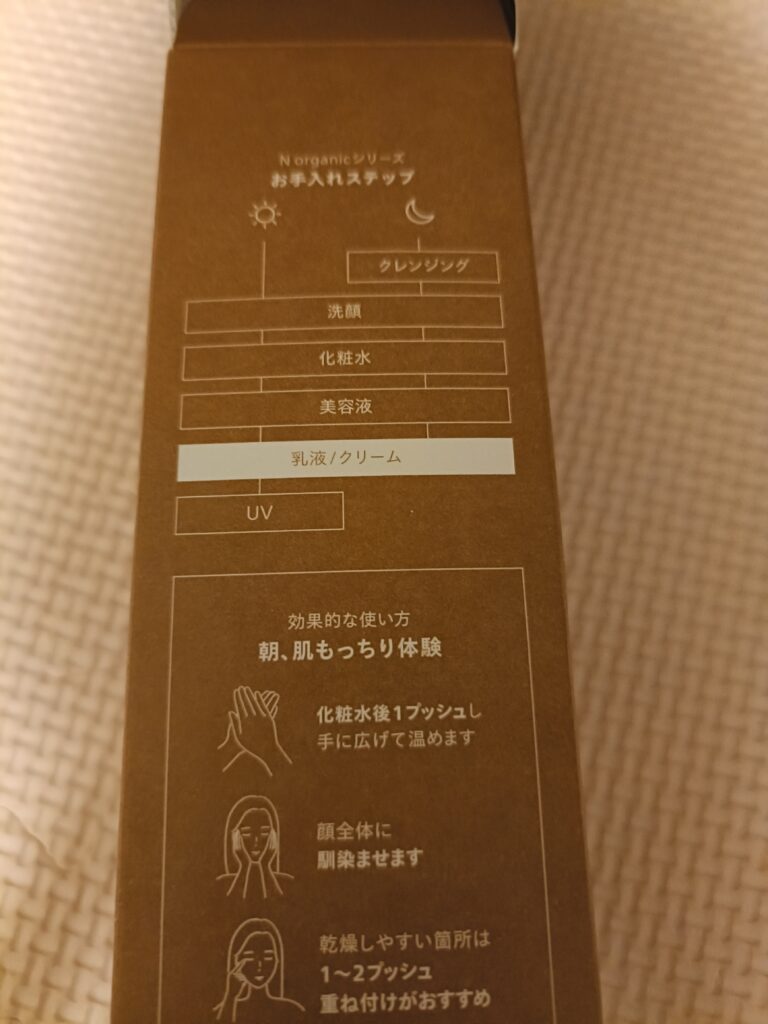 N organicシリーズ
お手入れステップ
クレンジング
洗顔
化粧水
美容液
乳液/クリーム
UV
効果的な使い方
朝、肌もっちり体験
化粧水後1プッシュし
手に広げて温めます
顔全体に
馴染ませます
乾燥しやすい箇所は
1〜2プッシュ
重ね付けがおすすめ